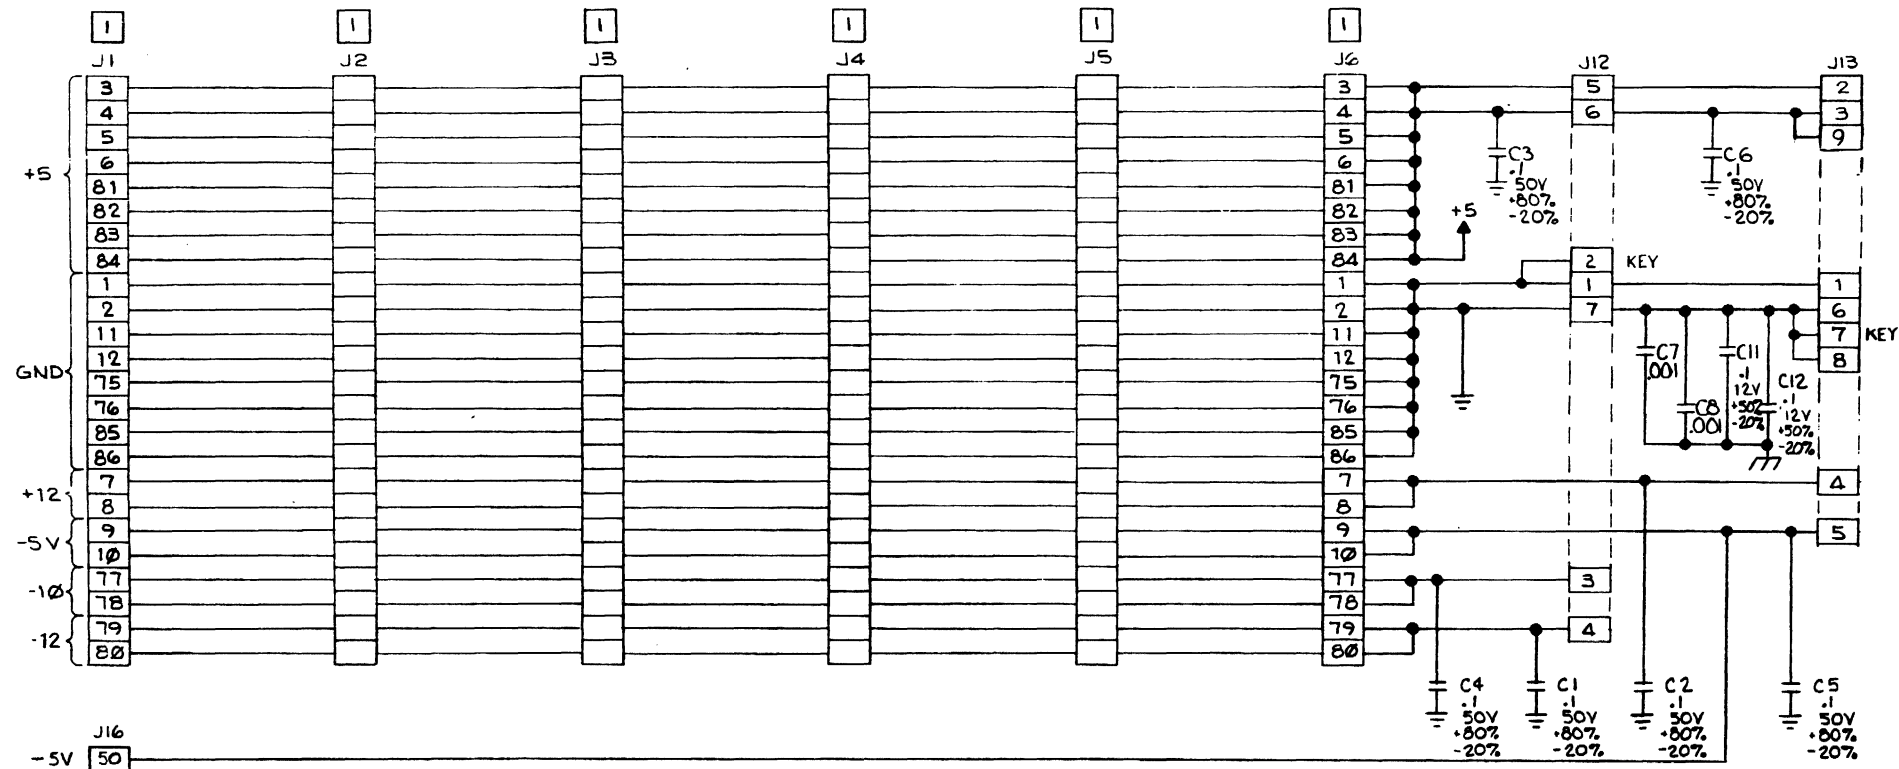 1 1 1 1 1 1
J1 J2 J3 J4 J5 J6 J12 J13
3 3 5 2
4 4 6 3
5 5 9
6 6
+5
81 81
82 82
83 83
84 84
+5
C3
.1
50V
+80%
-20%
C6
.1
50V
+80%
-20%
2 KEY
1 1 1 1
2 2 7 6
11 11 7 KEY
12 12 8
GND
75 75
76 76
85 85
86 86
C7
.001
C8
.001
C11
.1
12V
+50%
-20%
C12
.1
12V
+50%
-20%
+12
7 7 4
8 8
-5V
9 9 5
10 10
-10
77 77 3
78 78
-12
79 79 4
80 80
C4
.1
50V
+80%
-20%
C1
.1
50V
+80%
-20%
C2
.1
50V
+80%
-20%
C5
.1
50V
+80%
-20%
J16
-5V 50